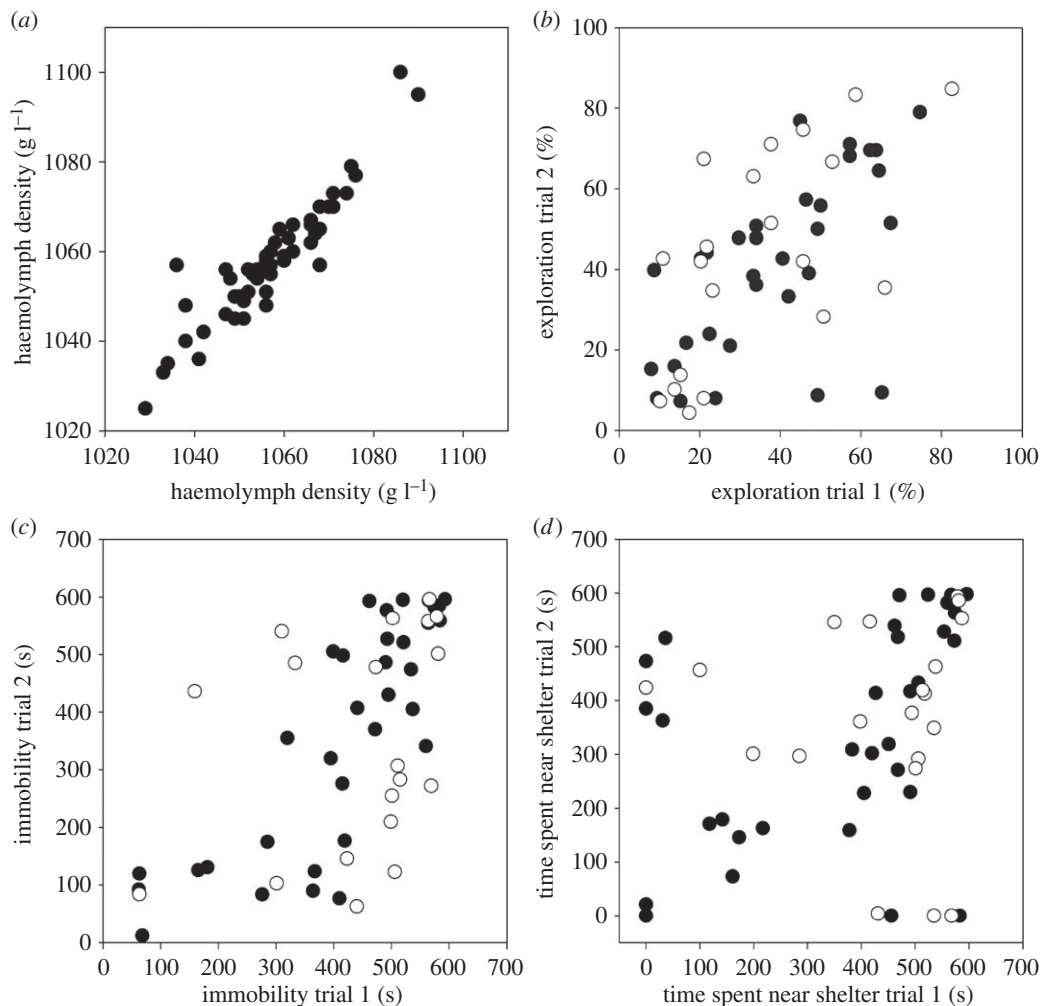 (a)
1100
1080
1060
1040
1020
haemolymph density (g l⁻¹)
1020 1040 1060 1080 1100
haemolymph density (g l⁻¹)
(b)
100
80
60
40
20
0
exploration trial 2 (%)
0 20 40 60 80 100
exploration trial 1 (%)
(c)
700
600
500
400
300
200
100
0
immobility trial 2 (s)
0 100 200 300 400 500 600 700
immobility trial 1 (s)
(d)
700
600
500
400
300
200
100
0
time spent near shelter trial 2 (s)
0 100 200 300 400 500 600 700
time spent near shelter trial 1 (s)